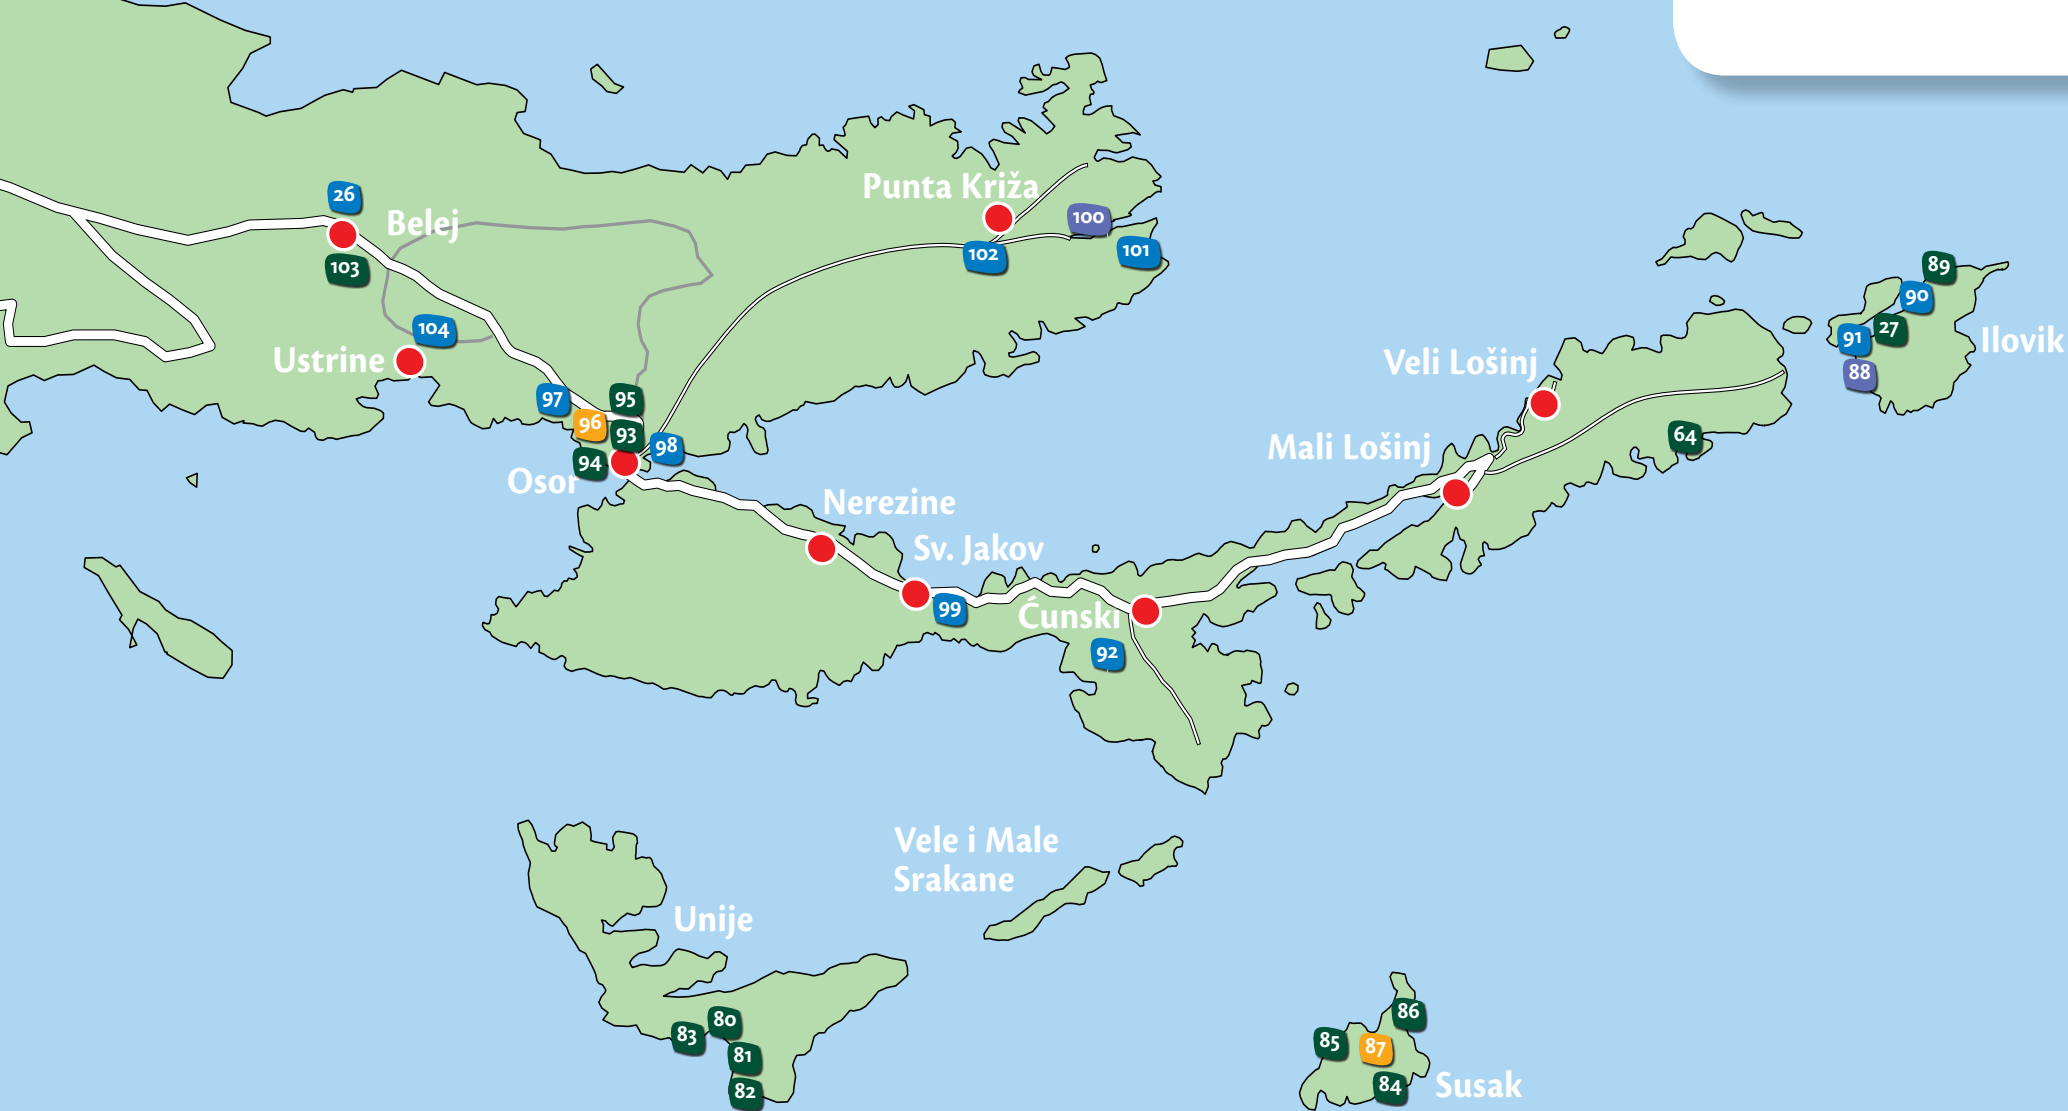 26
Belej
103
104
Ustrine
Punta Križa
100
101
102
97
95
96
93
98
94
Osor
Nerezine
Sv. Jakov
99
Ćunski
92
Veli Lošinj
Mali Lošinj
64
89
90
91
27
88
Ilovik
Vele i Male
Srakane
Unije
80
83
81
82
86
85
87
84
Susak